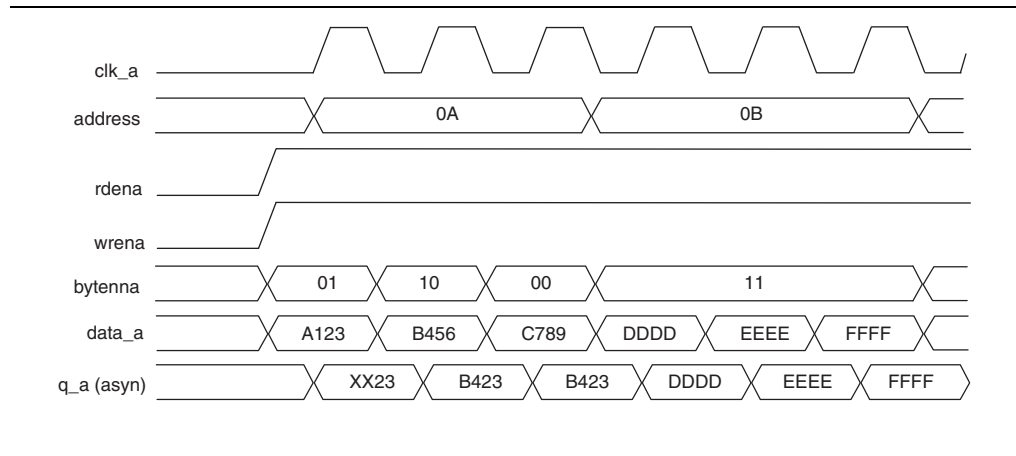 clk_a
address 0A 0B
rdena
wrena
bytenna 01 10 00 11
data_a A123 B456 C789 DDDD EEEE FFFF
q_a (asyn) XX23 B423 B423 DDDD EEEE FFFF